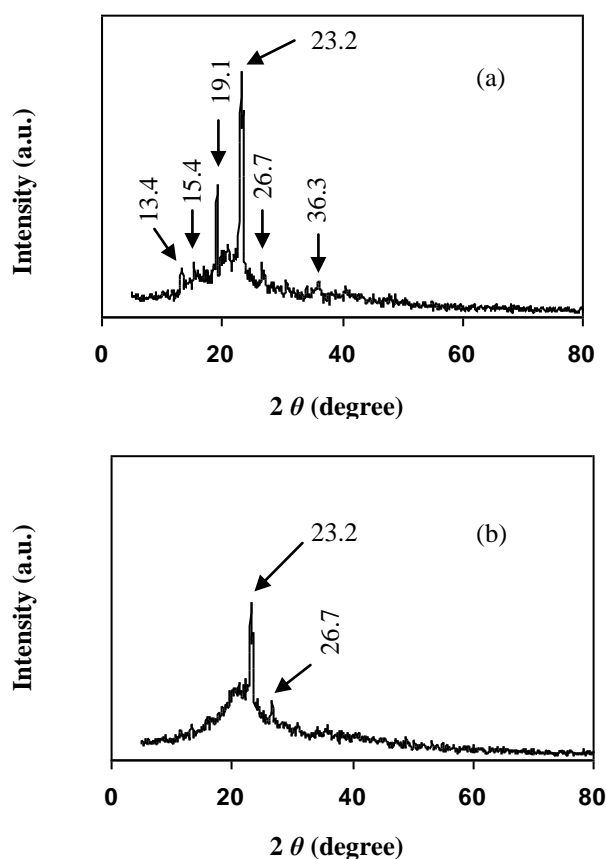 23.2
(a)
19.1
13.4
15.4
26.7
36.3
Intensity (a.u.)
0 20 40 60 80
2 θ (degree)
23.2
(b)
26.7
Intensity (a.u.)
0 20 40 60 80
2 θ (degree)